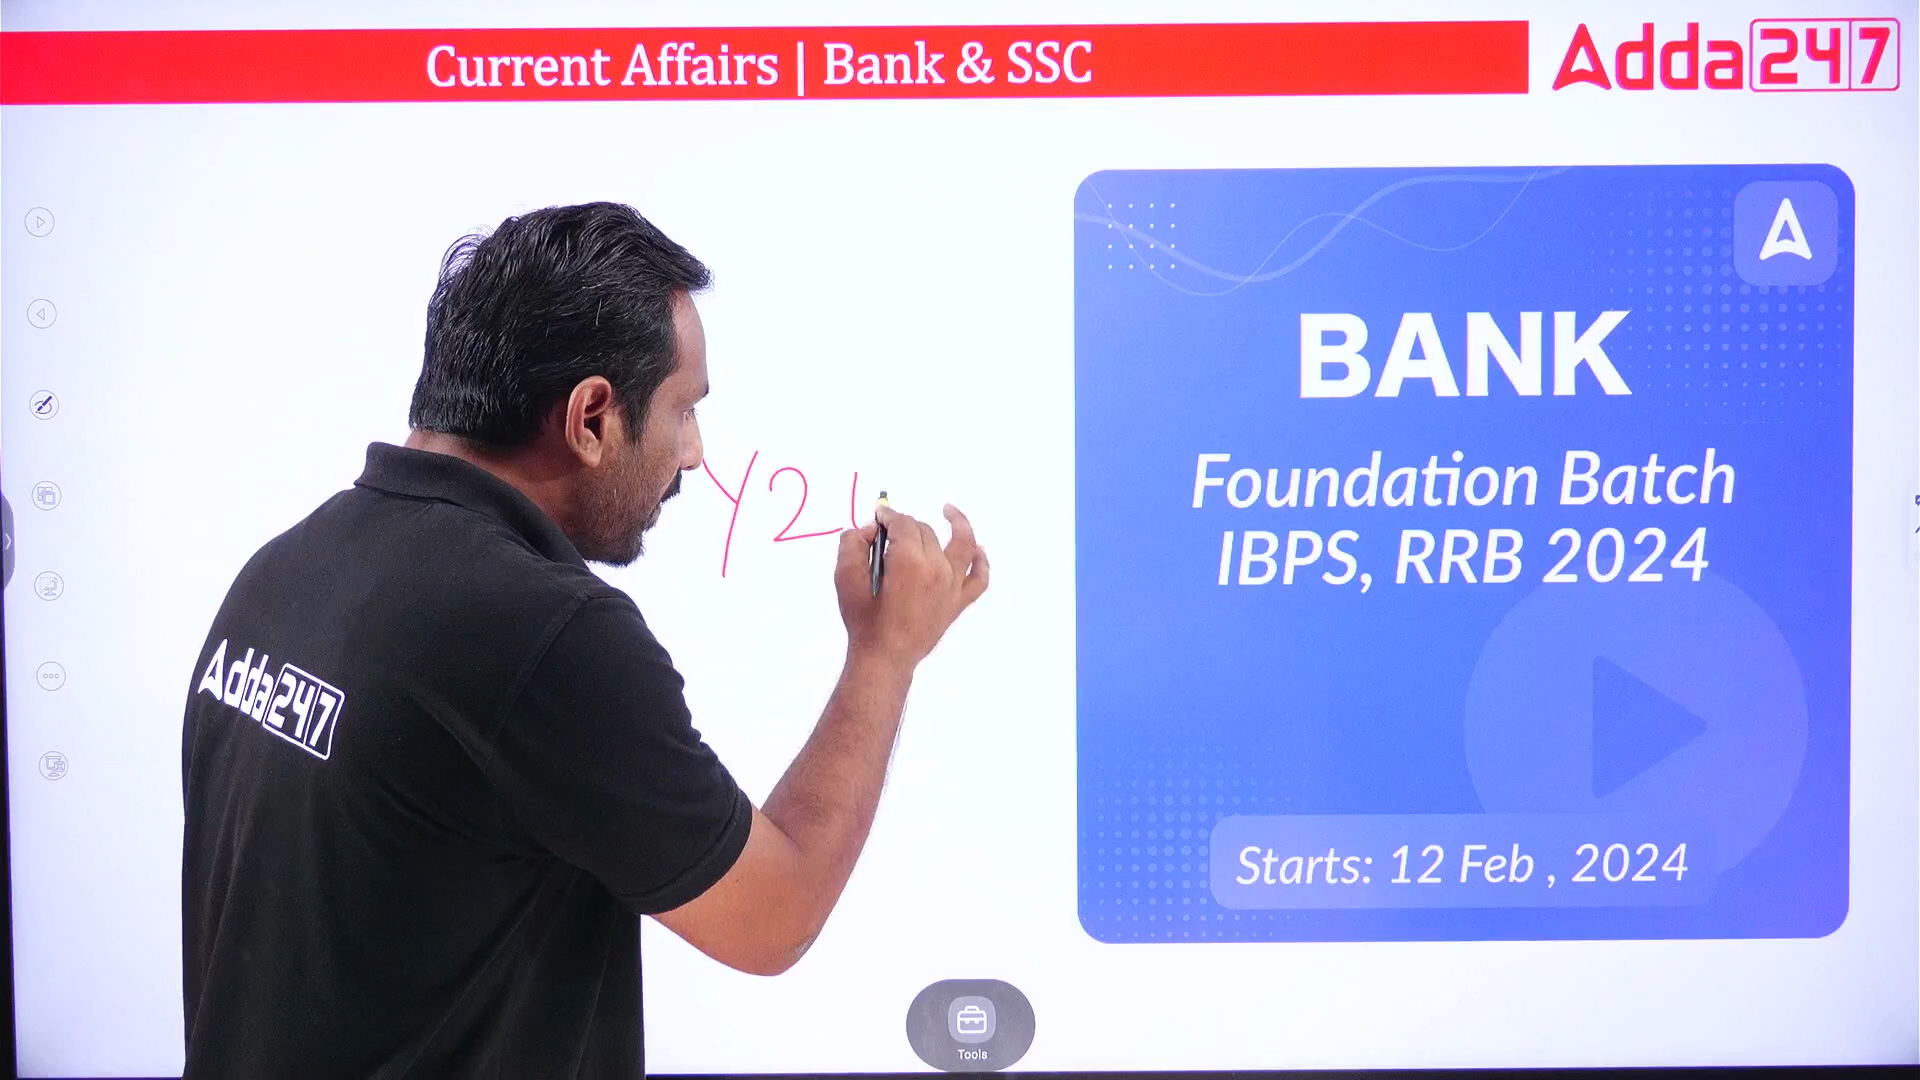 Current Affairs | Bank & SSC
Adda247
BANK
Foundation Batch
IBPS, RRB 2024
Starts: 12 Feb , 2024
Y2
Adda247
Tools